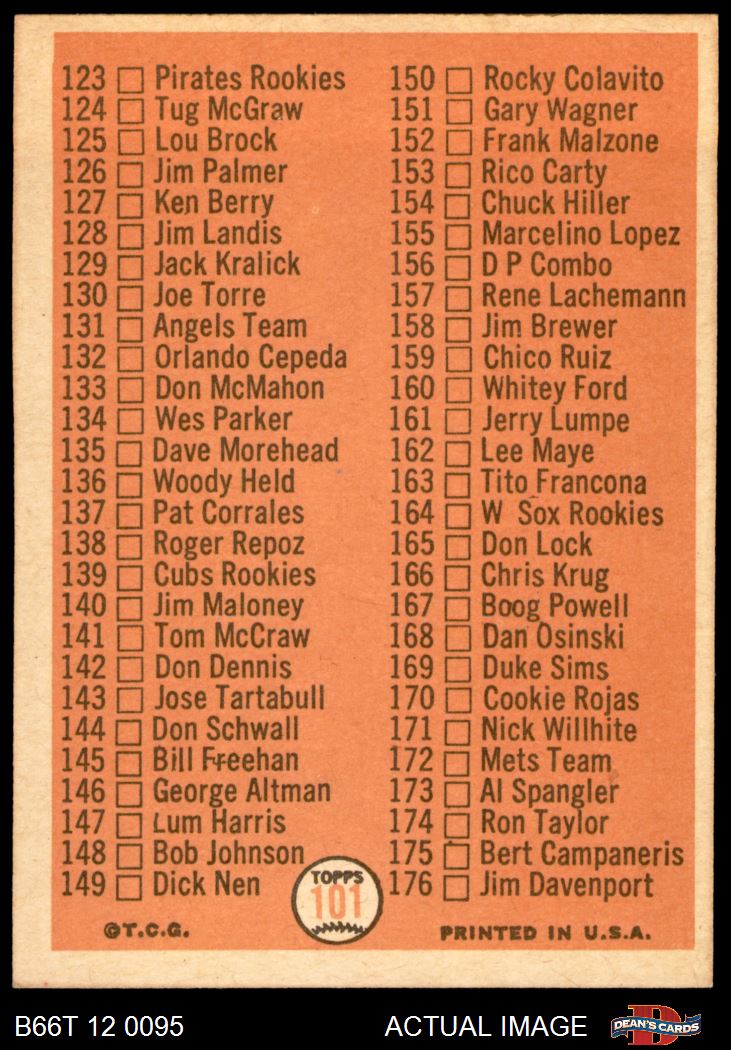 123 Pirates Rookies
124 Tug McGraw
125 Lou Brock
126 Jim Palmer
127 Ken Berry
128 Jim Landis
129 Jack Kralick
130 Joe Torre
131 Angels Team
132 Orlando Cepeda
133 Don McMahon
134 Wes Parker
135 Dave Morehead
136 Woody Held
137 Pat Corrales
138 Roger Repoz
139 Cubs Rookies
140 Jim Maloney
141 Tom McCraw
142 Don Dennis
143 Jose Tartabull
144 Don Schwall
145 Bill Freehan
146 George Altman
147 Lum Harris
148 Bob Johnson
149 Dick Nen
150 Rocky Colavito
151 Gary Wagner
152 Frank Malzone
153 Rico Carty
154 Chuck Hiller
155 Marcelino Lopez
156 D P Combo
157 Rene Lachemann
158 Jim Brewer
159 Chico Ruiz
160 Whitey Ford
161 Jerry Lumpe
162 Lee Maye
163 Tito Francona
164 W Sox Rookies
165 Don Lock
166 Chris Krug
167 Boog Powell
168 Dan Osinski
169 Duke Sims
170 Cookie Rojas
171 Nick Willhite
172 Mets Team
173 Al Spangler
174 Ron Taylor
175 Bert Campaneris
176 Jim Davenport
TOPPS
101
©T.C.G.
PRINTED IN U.S.A.
B66T 12 0095
ACTUAL IMAGE
DEAN'S CARDS